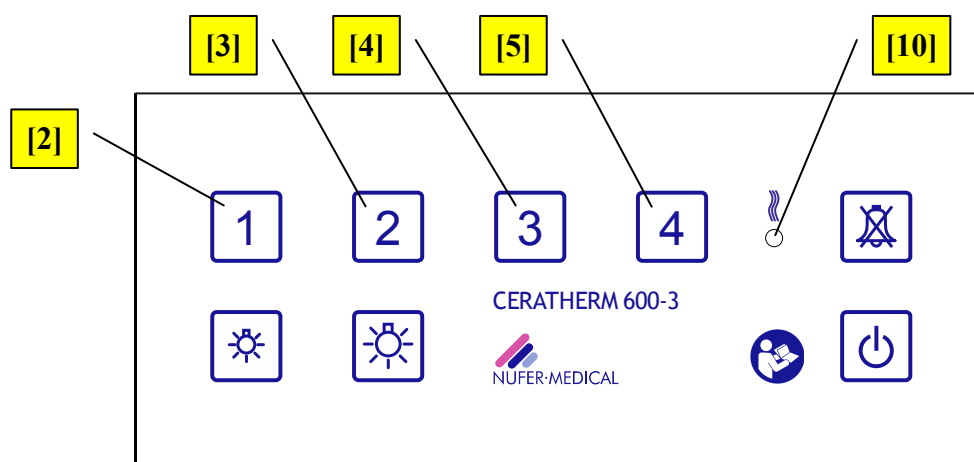 [3] [4] [5] [10]
[2]
1 2 3 4
CERATHERM 600-3
NUFER·MEDICAL